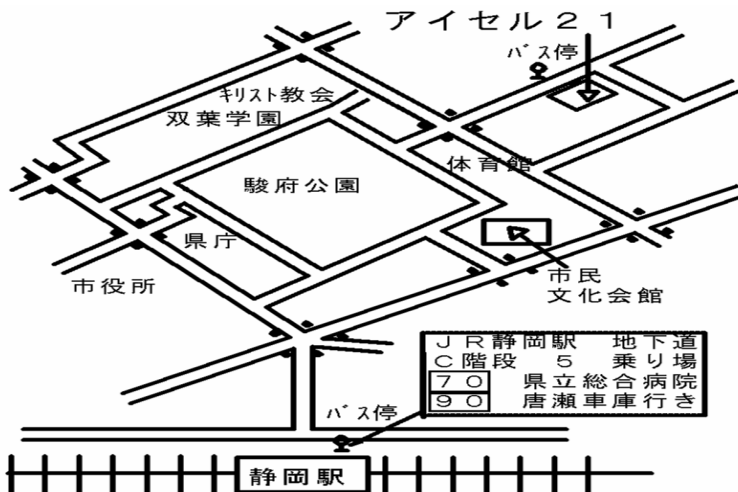 アイセル２１
バス停
キリスト教会
双葉学園
体育館
駿府公園
県庁
市役所
市民
文化会館
ＪＲ静岡駅　地下道
Ｃ階段　５　乗り場
７０　県立総合病院
９０　唐瀬車庫行き
バス停
静岡駅